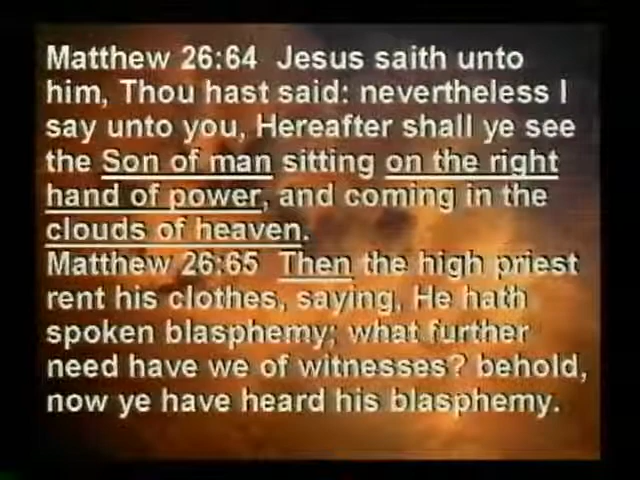 Matthew 26:64  Jesus saith unto
him, Thou hast said: nevertheless I
say unto you, Hereafter shall ye see
the Son of man sitting on the right
hand of power, and coming in the
clouds of heaven.
Matthew 26:65  Then the high priest
rent his clothes, saying, He hath
spoken blasphemy; what further
need have we of witnesses? behold,
now ye have heard his blasphemy.